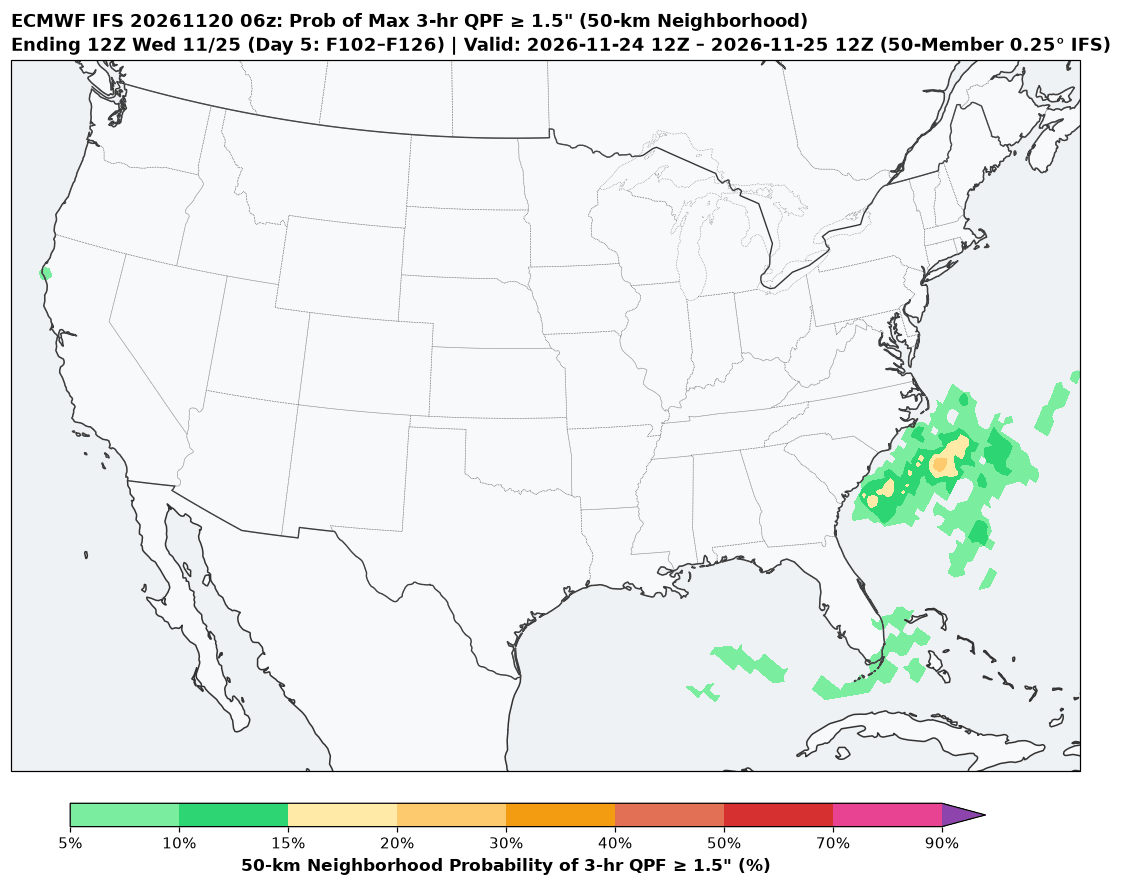 ECMWF IFS 20261120 06z: Prob of Max 3-hr QPF ≥ 1.5" (50-km Neighborhood)
Ending 12Z Wed 11/25 (Day 5: F102–F126) | Valid: 2026-11-24 12Z – 2026-11-25 12Z (50-Member 0.25° IFS)
5% 10% 15% 20% 30% 40% 50% 70% 90%
50-km Neighborhood Probability of 3-hr QPF ≥ 1.5" (%)